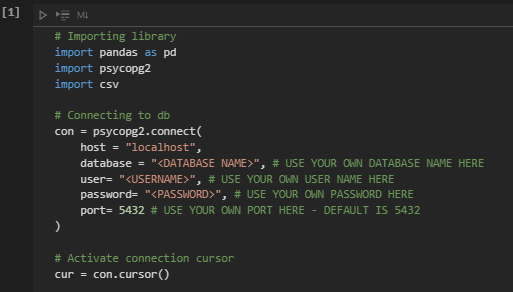 [1]
M↓
# Importing library
import pandas as pd
import psycopg2
import csv
# Connecting to db
con = psycopg2.connect(
    host = "localhost",
    database = "<DATABASE NAME>", # USE YOUR OWN DATABASE NAME HERE
    user= "<USERNAME>", # USE YOUR OWN USER NAME HERE
    password= "<PASSWORD>", # USE YOUR OWN PASSWORD HERE
    port= 5432 # USE YOUR OWN PORT HERE - DEFAULT IS 5432
)
# Activate connection cursor
cur = con.cursor()